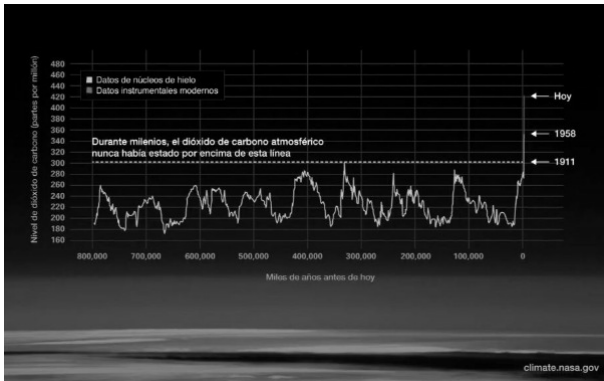 Nivel de dióxido de carbono (partes por millón)
480
460
440
420
400
380
360
340
320
300
280
260
240
220
200
180
160
Datos de núcleos de hielo
Datos instrumentales modernos
Durante milenios, el dióxido de carbono atmosférico
nunca había estado por encima de esta línea
Hoy
1958
1911
800,000 700,000 600,000 500,000 400,000 300,000 200,000 100,000 0
Miles de años antes de hoy
climate.nasa.gov